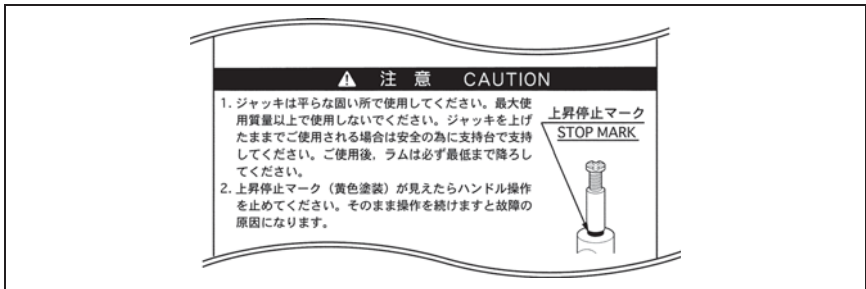 注 意 CAUTION
1. ジャッキは平らな固い所で使用してください。最大使
用質量以上で使用しないでください。ジャッキを上げ
たままでご使用される場合は安全の為に支持台で支持
してください。ご使用後，ラムは必ず最低まで降ろし
てください。
2. 上昇停止マーク（黄色塗装）が見えたらハンドル操作
を止めてください。そのまま操作を続けますと故障の
原因になります。
上昇停止マーク
STOP MARK